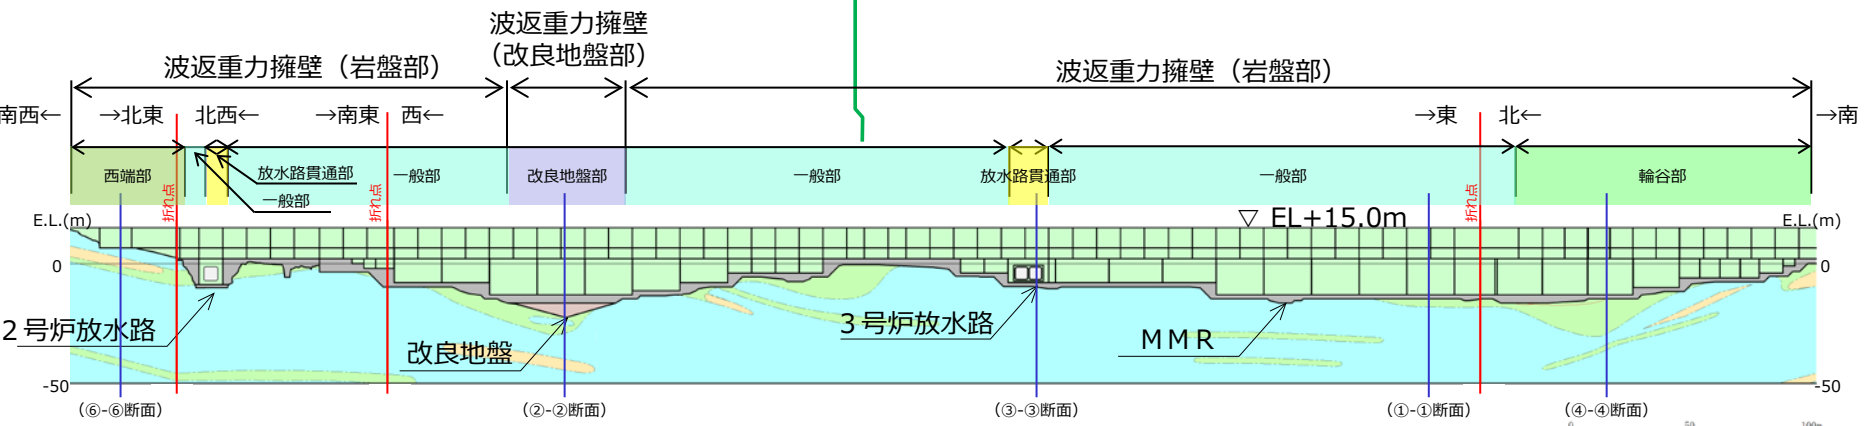 波返重力擁壁
（改良地盤部）
波返重力擁壁（岩盤部）
波返重力擁壁（岩盤部）
南西←
→北東
北西←
→南東
西←
→東
北←
→南
西端部
放水路貫通部
一般部
一般部
改良地盤部
一般部
放水路貫通部
一般部
輪谷部
折れ点
折れ点
折れ点
E.L.(m)
▽ EL+15.0m
E.L.(m)
0
0
２号炉放水路
改良地盤
３号炉放水路
ＭＭＲ
-50
-50
（⑥-⑥断面）
（②-②断面）
（③-③断面）
（①-①断面）
（④-④断面）
0
50
100m